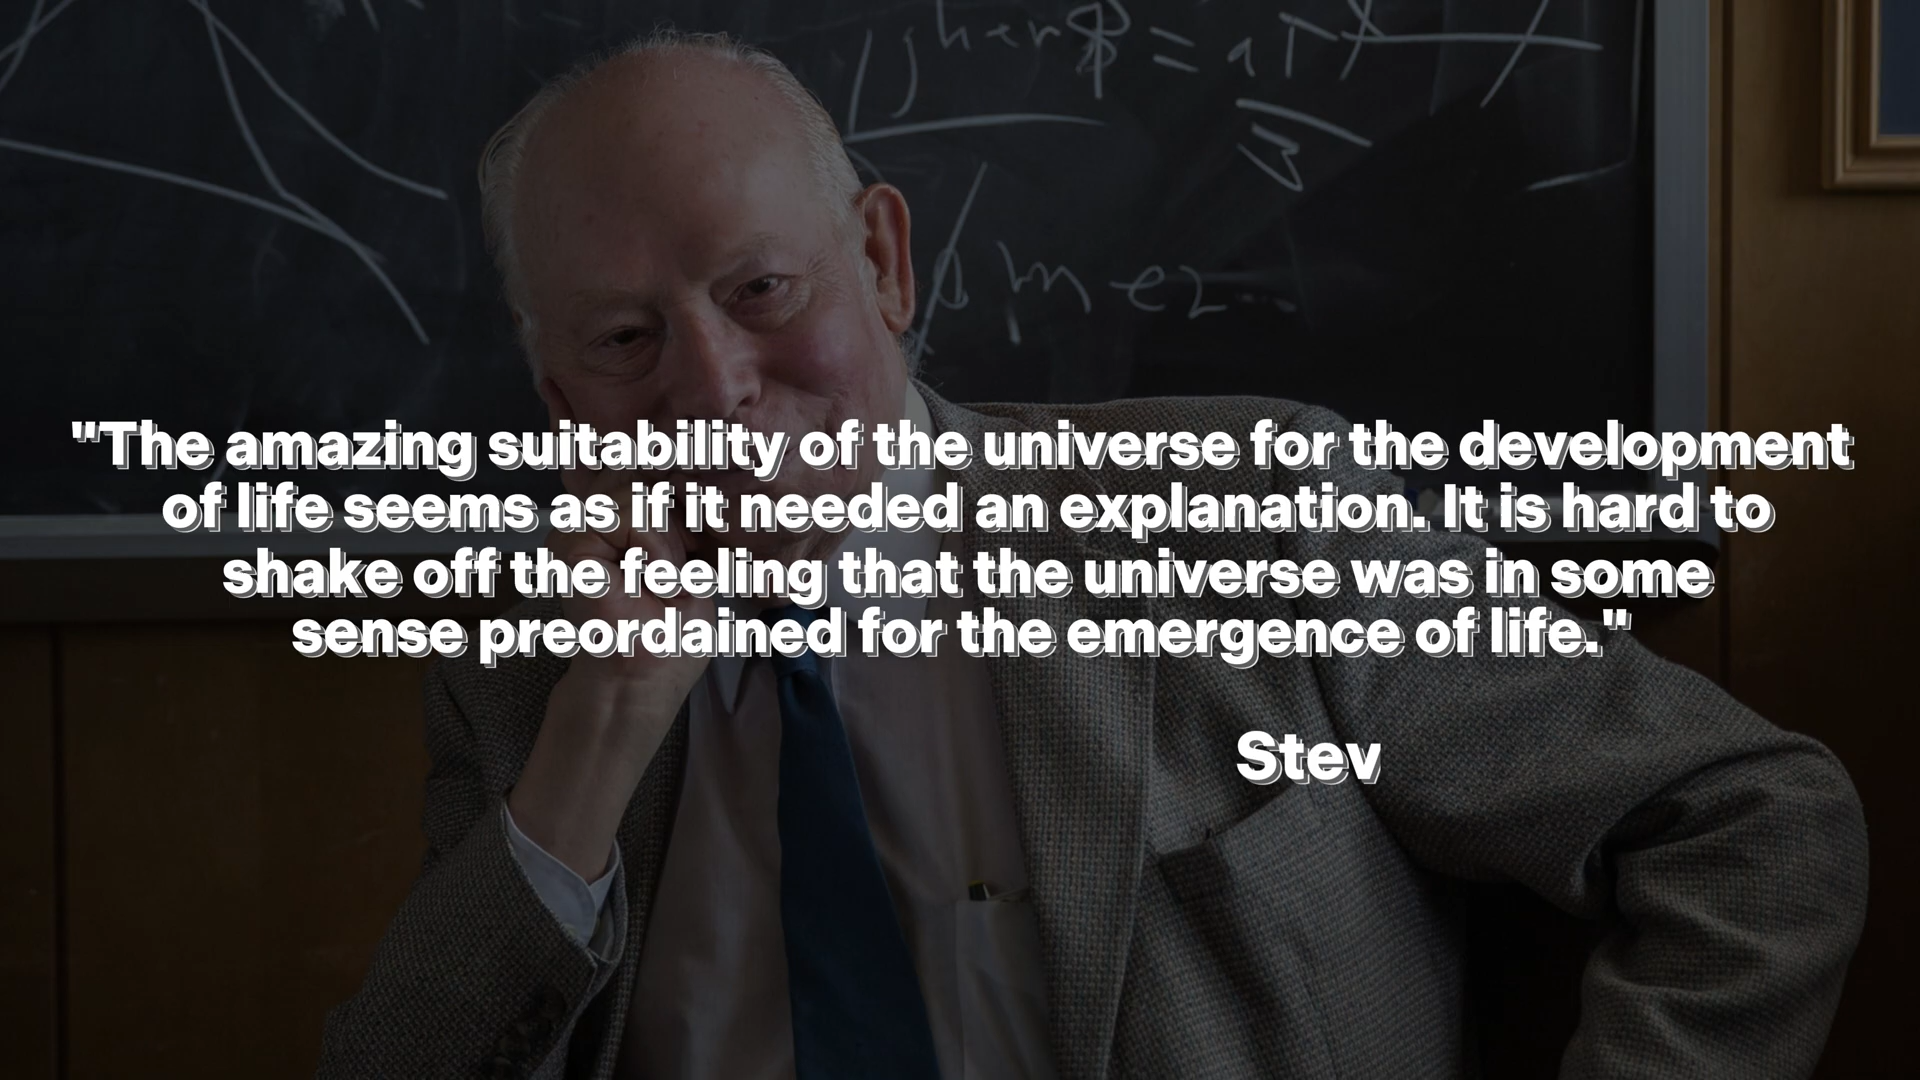 "The amazing suitability of the universe for the development
of life seems as if it needed an explanation. It is hard to
shake off the feeling that the universe was in some
sense preordained for the emergence of life."
Stev